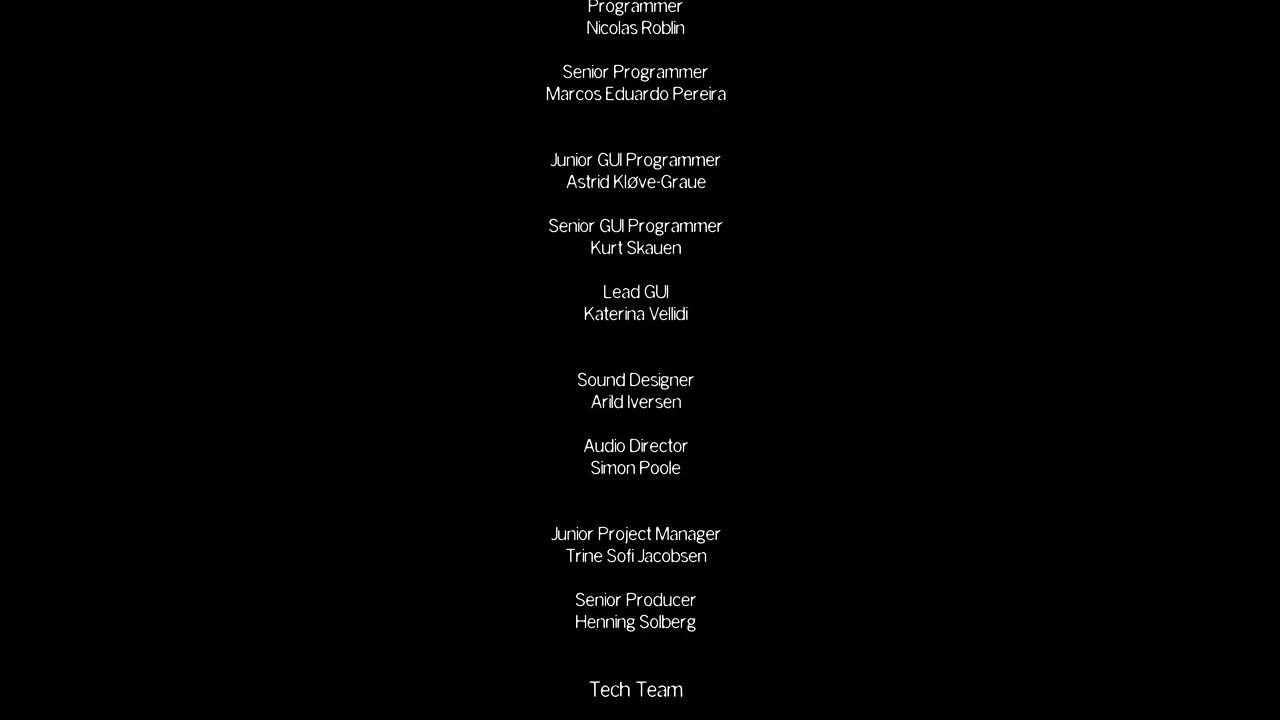 Programmer
Nicolas Roblin
Senior Programmer
Marcos Eduardo Pereira
Junior GUI Programmer
Astrid Kløve-Graue
Senior GUI Programmer
Kurt Skauen
Lead GUI
Katerina Vellidi
Sound Designer
Arild Iversen
Audio Director
Simon Poole
Junior Project Manager
Trine Sofi Jacobsen
Senior Producer
Henning Solberg
Tech Team